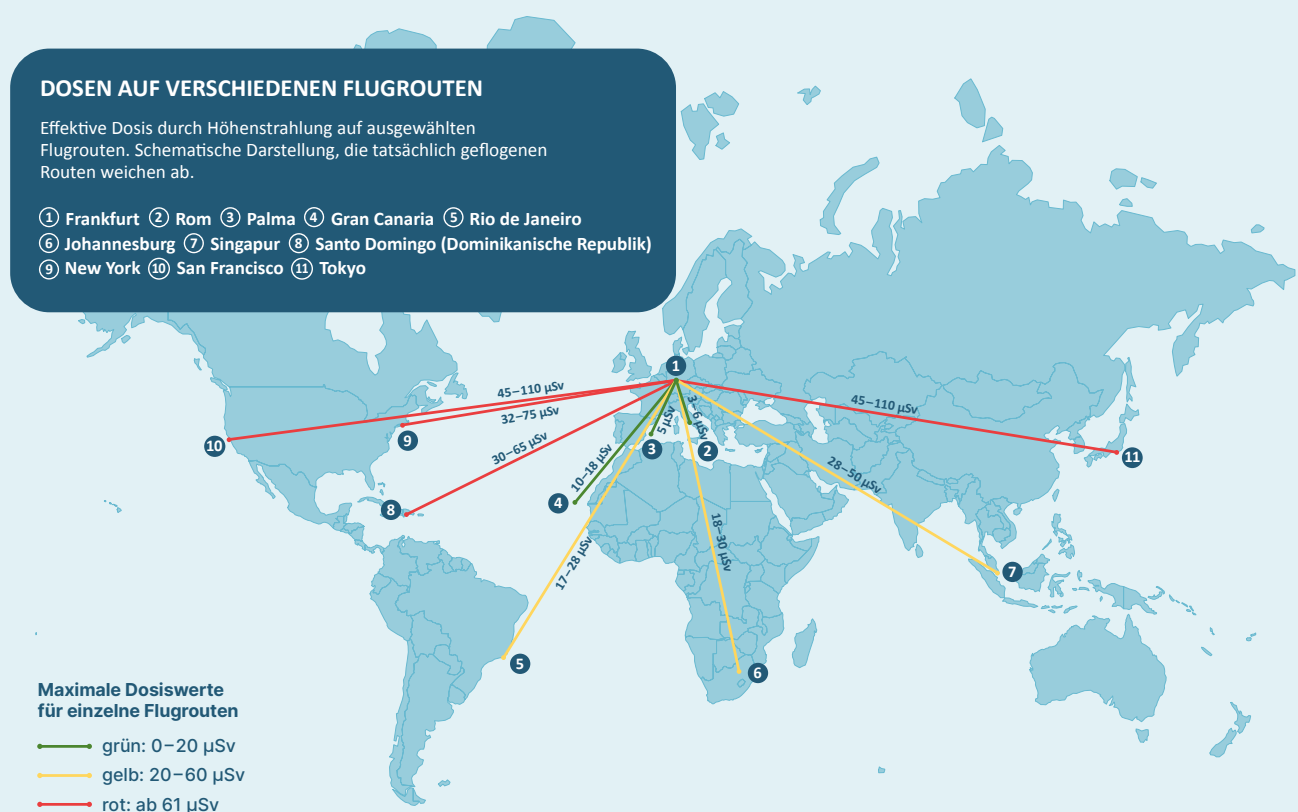 DOSEN AUF VERSCHIEDENEN FLUGROUTEN
Effektive Dosis durch Höhenstrahlung auf ausgewählten
Flugrouten. Schematische Darstellung, die tatsächlich geflogenen
Routen weichen ab.
1 Frankfurt 2 Rom 3 Palma 4 Gran Canaria 5 Rio de Janeiro
6 Johannesburg 7 Singapur 8 Santo Domingo (Dominikanische Republik)
9 New York 10 San Francisco 11 Tokyo
1
45–110 µSv
32–75 µSv
30–65 µSv
10–18 µSv
5 µSv
3–6 µSv
45–110 µSv
28–50 µSv
18–30 µSv
17–28 µSv
10
9
3
2
11
8
4
7
5
6
Maximale Dosiswerte
für einzelne Flugrouten
grün: 0–20 µSv
gelb: 20–60 µSv
rot: ab 61 µSv